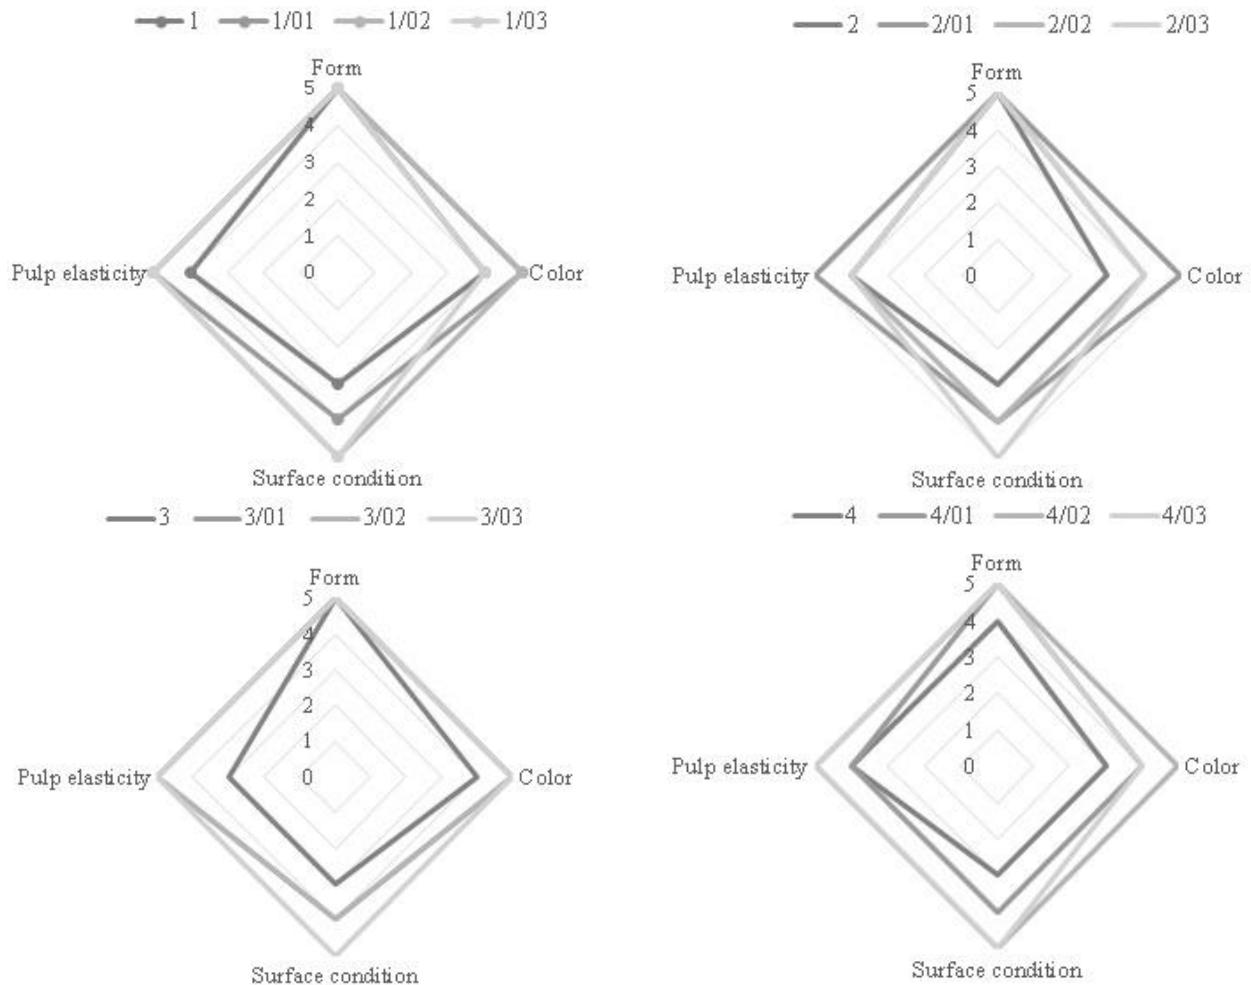 1 1/01 1/02 1/03
Form
5
4
3
2
1
0
Pulp elasticity
Color
Surface condition
2 2/01 2/02 2/03
Form
5
4
3
2
1
0
Pulp elasticity
Color
Surface condition
3 3/01 3/02 3/03
Form
5
4
3
2
1
0
Pulp elasticity
Color
Surface condition
4 4/01 4/02 4/03
Form
5
4
3
2
1
0
Pulp elasticity
Color
Surface condition